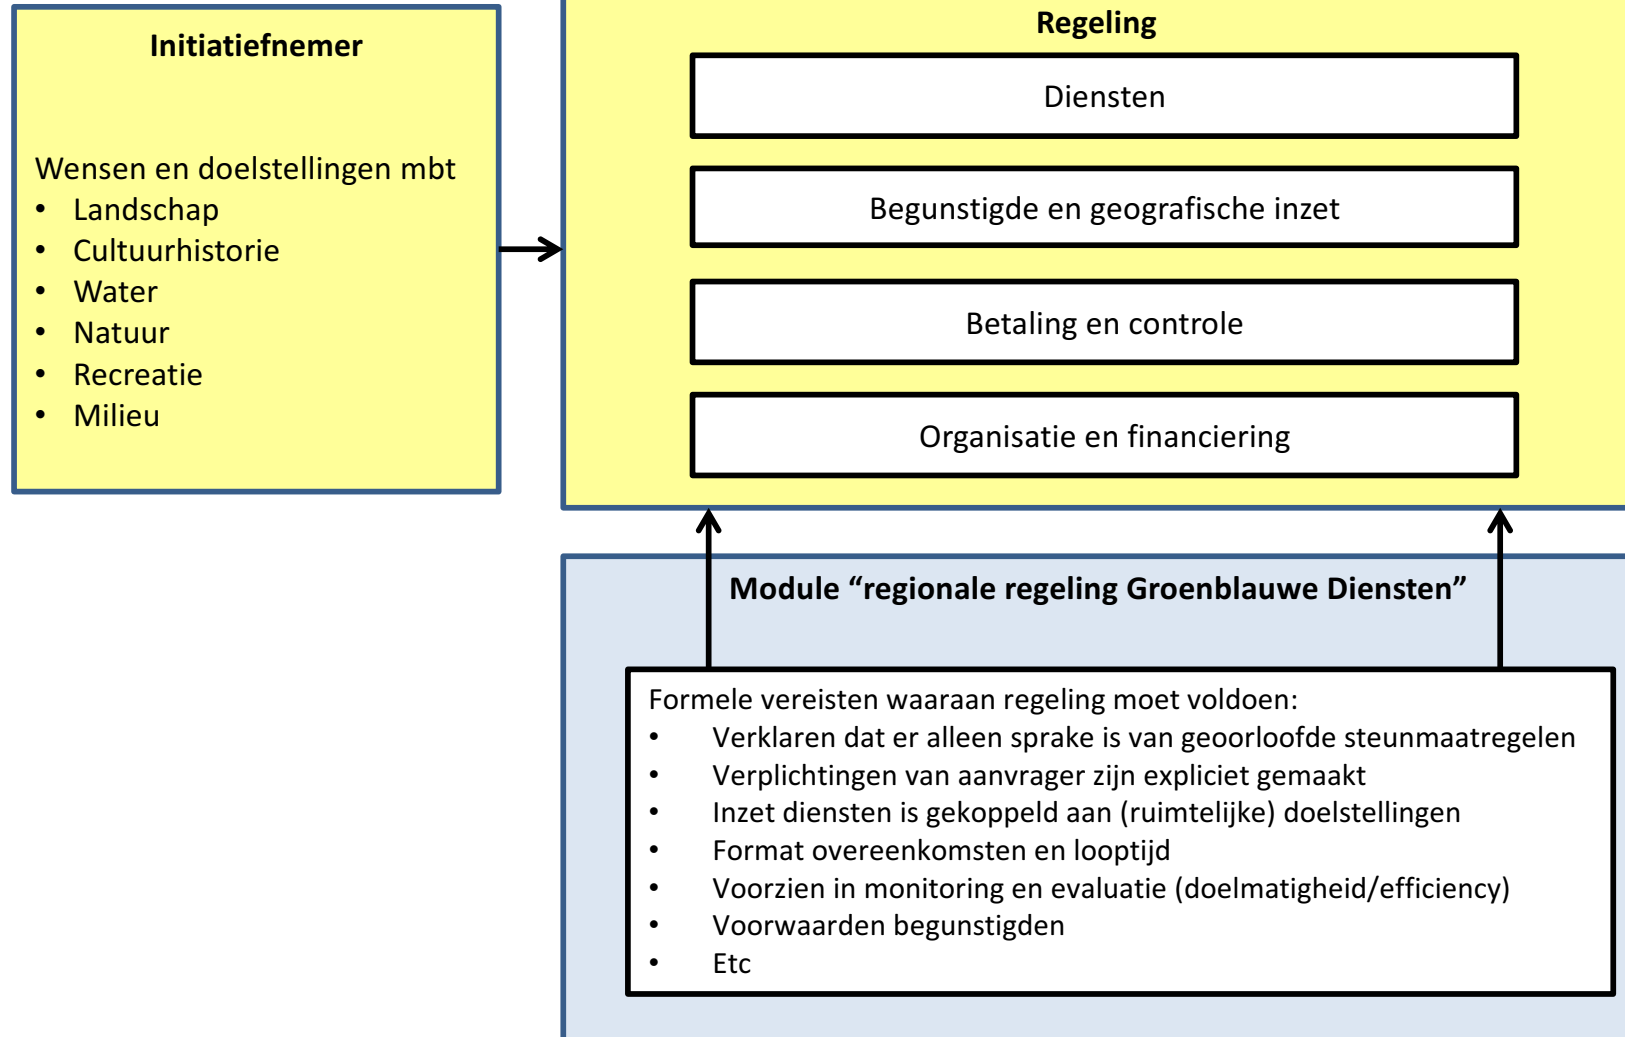 Initiatiefnemer
Wensen en doelstellingen mbt
• Landschap
• Cultuurhistorie
• Water
• Natuur
• Recreatie
• Milieu
Regeling
Diensten
Begunstigde en geografische inzet
Betaling en controle
Organisatie en financiering
Module “regionale regeling Groenblauwe Diensten”
Formele vereisten waaraan regeling moet voldoen:
• Verklaren dat er alleen sprake is van geoorloofde steunmaatregelen
• Verplichtingen van aanvrager zijn expliciet gemaakt
• Inzet diensten is gekoppeld aan (ruimtelijke) doelstellingen
• Format overeenkomsten en looptijd
• Voorzien in monitoring en evaluatie (doelmatigheid/efficiency)
• Voorwaarden begunstigden
• Etc